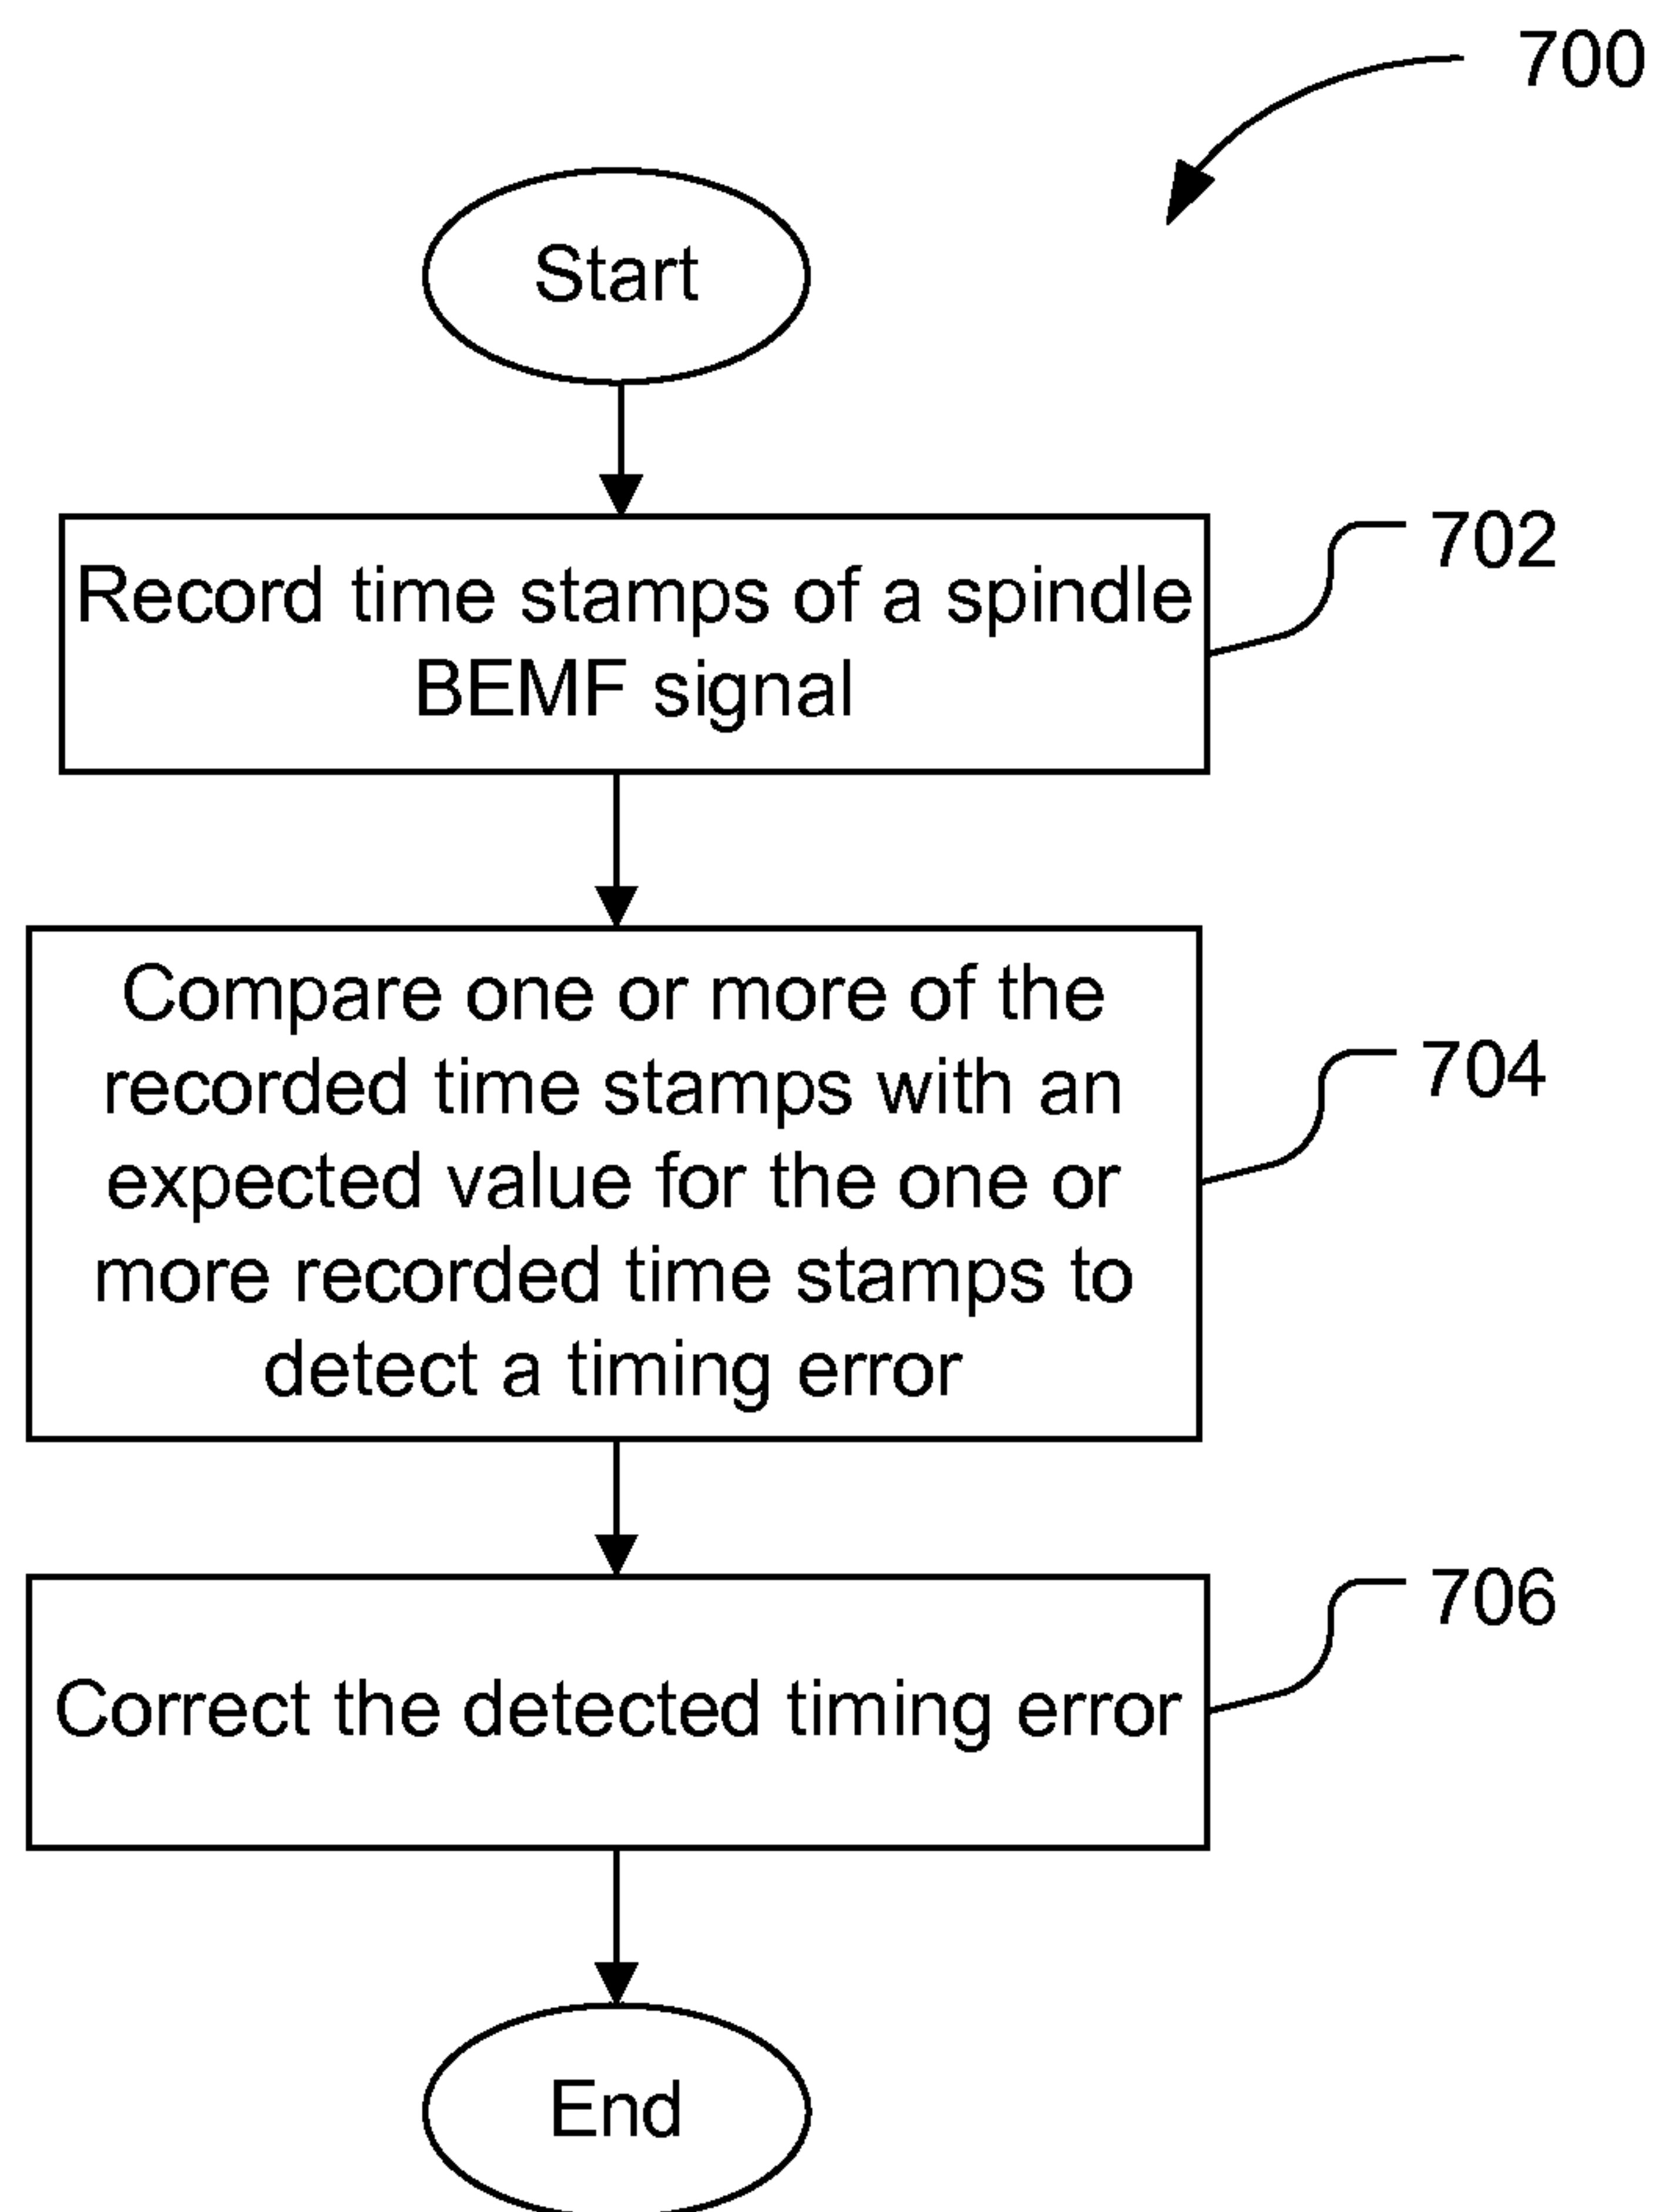 700
Start
702
Record time stamps of a spindle
BEMF signal
704
Compare one or more of the
recorded time stamps with an
expected value for the one or
more recorded time stamps to
detect a timing error
706
Correct the detected timing error
End